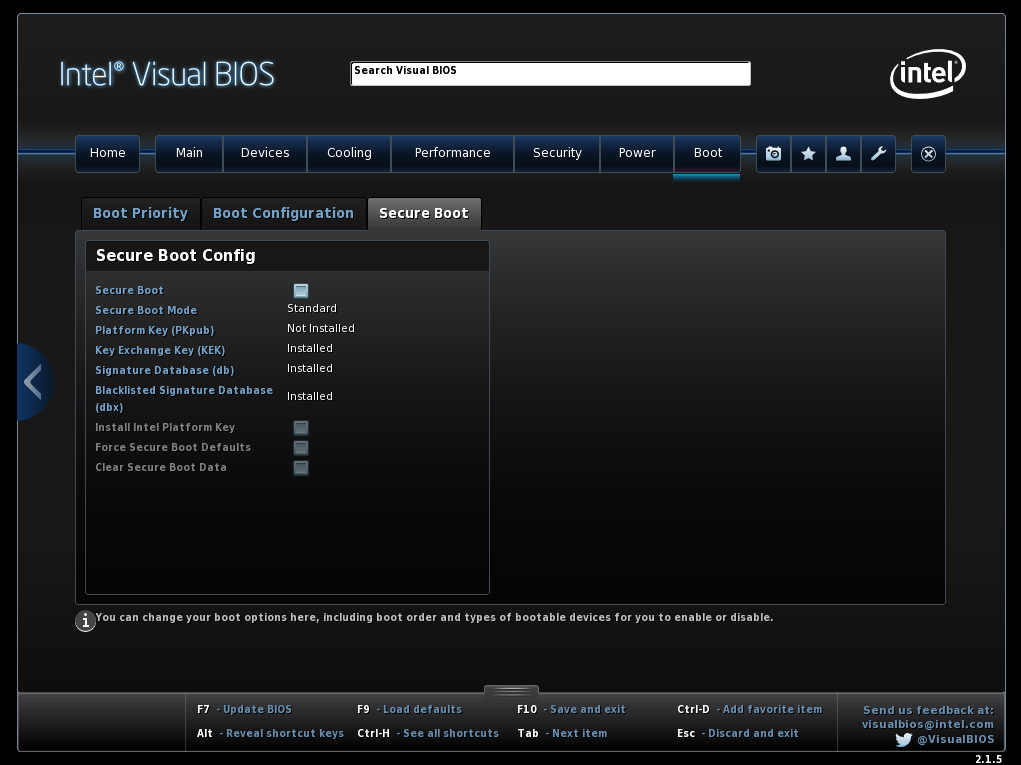 Intel® Visual BIOS
Search Visual BIOS
intel®
Home Main Devices Cooling Performance Security Power Boot
Boot Priority Boot Configuration Secure Boot
Secure Boot Config
Secure Boot
Secure Boot Mode Standard
Platform Key (PKpub) Not Installed
Key Exchange Key (KEK) Installed
Signature Database (db) Installed
Blacklisted Signature Database
(dbx) Installed
Install Intel Platform Key
Force Secure Boot Defaults
Clear Secure Boot Data
You can change your boot options here, including boot order and types of bootable devices for you to enable or disable.
F7 - Update BIOS F9 - Load defaults F10 - Save and exit Ctrl-D - Add favorite item
Alt - Reveal shortcut keys Ctrl-H - See all shortcuts Tab - Next item Esc - Discard and exit
Send us feedback at:
visualbios@intel.com
@VisualBIOS
2.1.5